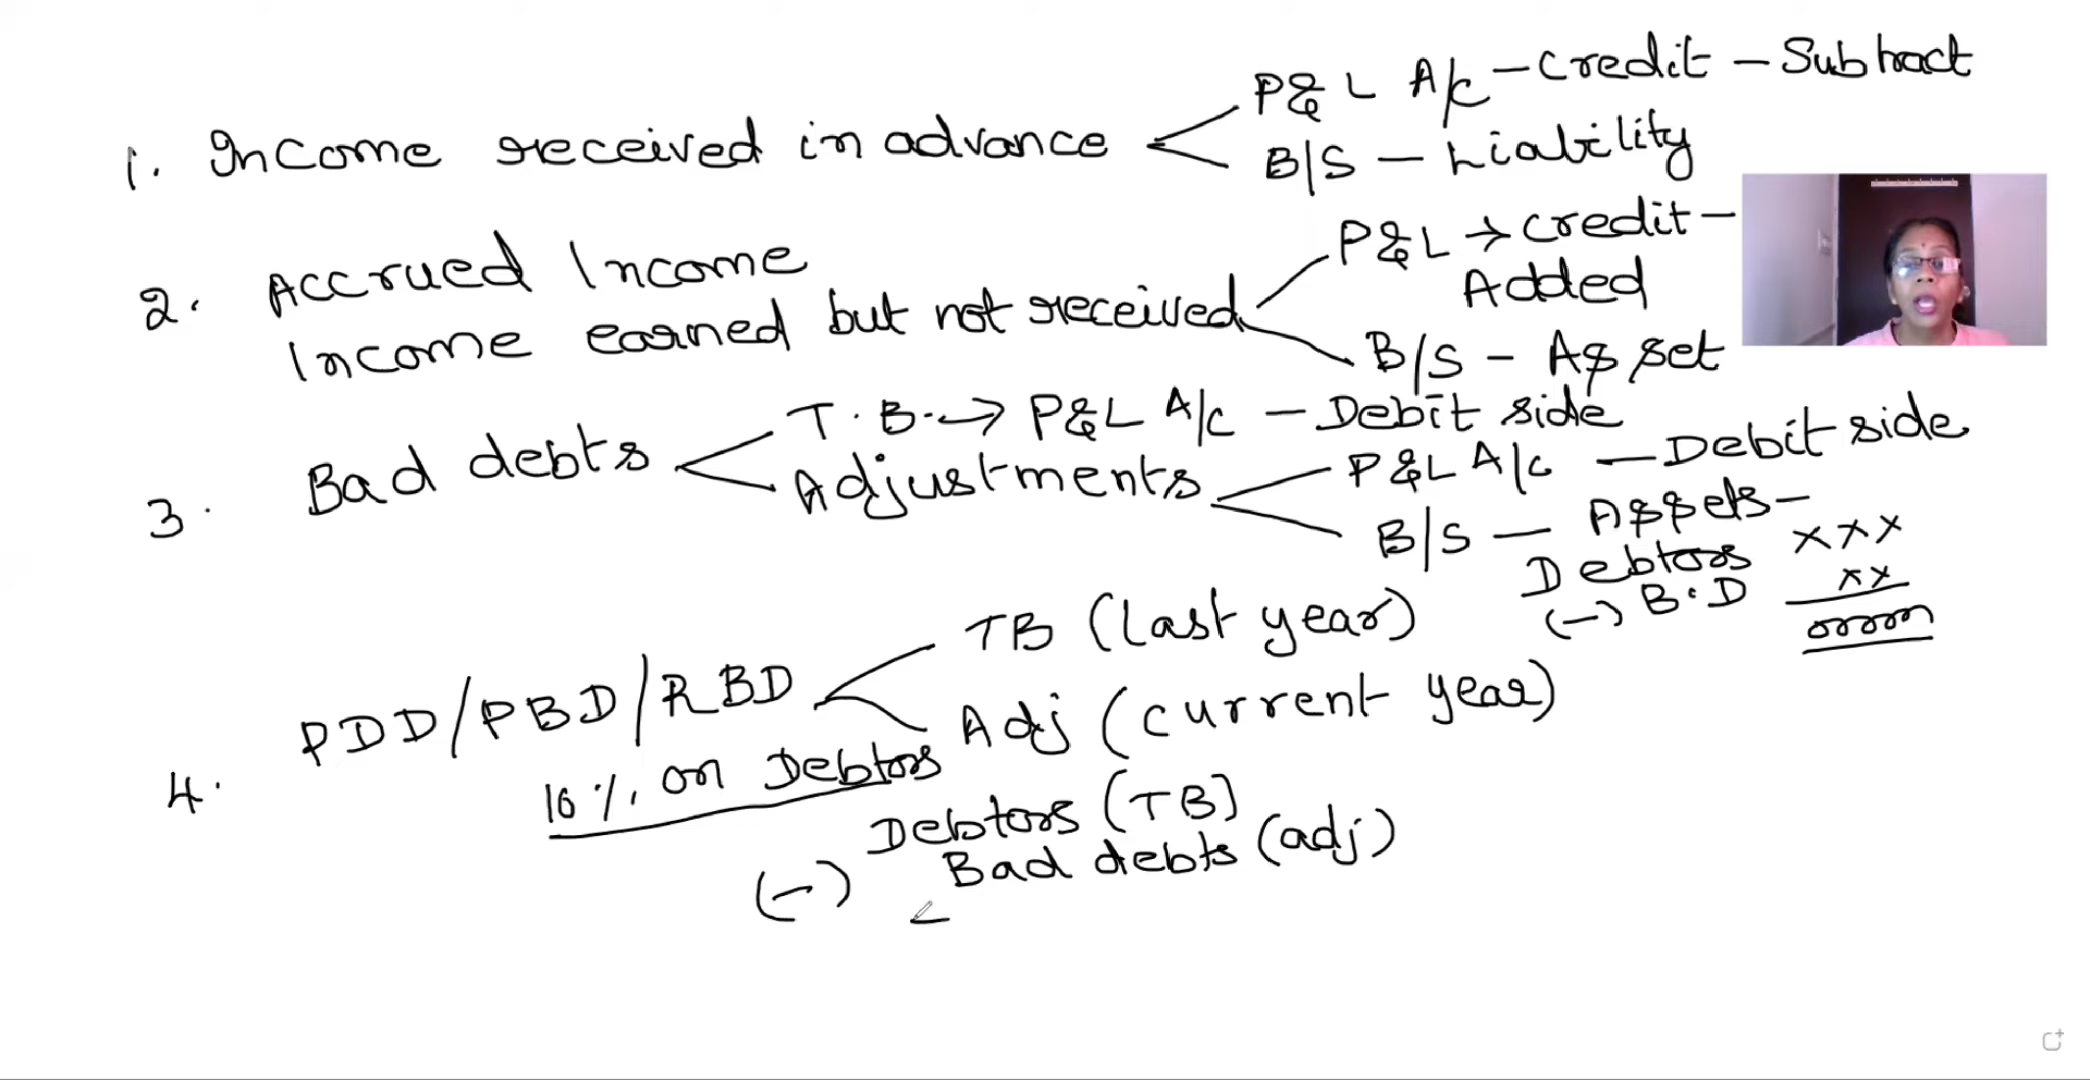 1. Income received in advance < P&L A/c - Credit - Subtract
B/S - Liability
2. Accrued Income
Income earned but not received
P&L → credit -
Added
B/S - Asset
3. Bad debts < T.B. → P&L A/c - Debit side
Adjustments < P&L A/c - Debit side
B/S - Assets -
Debtors xxx
(-) B.D xx
4. PDD/PBD/RBD < TB (last year)
Adj (current year)
10% on Debtors
Debtors (TB)
(-) Bad debts (adj)